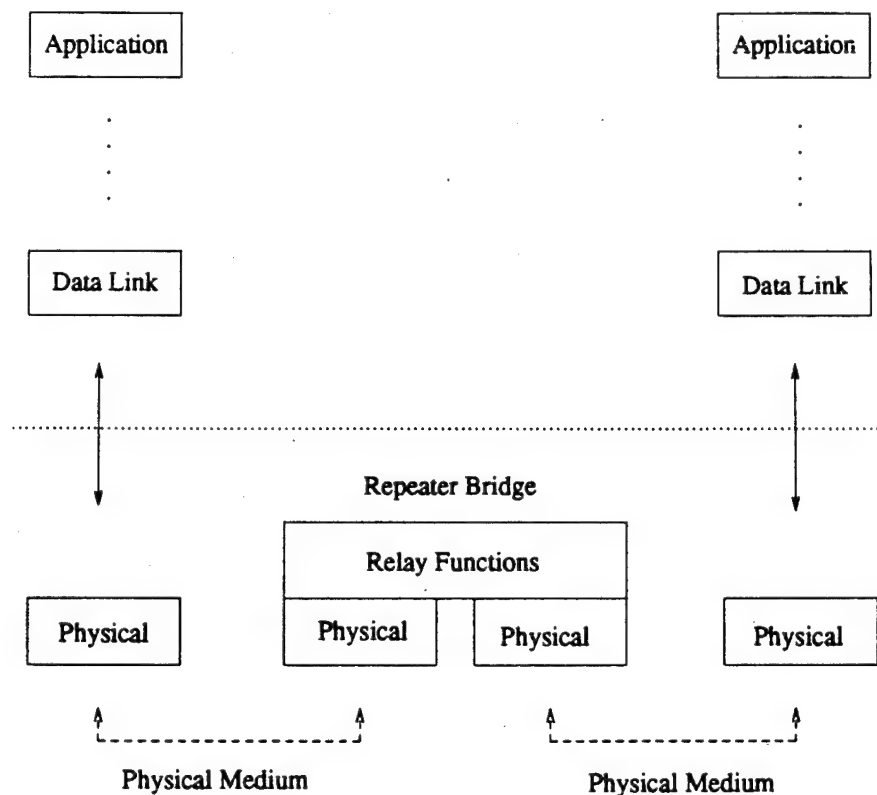 Application Application
Data Link Data Link
Repeater Bridge
Relay Functions
Physical Physical Physical Physical
Physical Medium Physical Medium